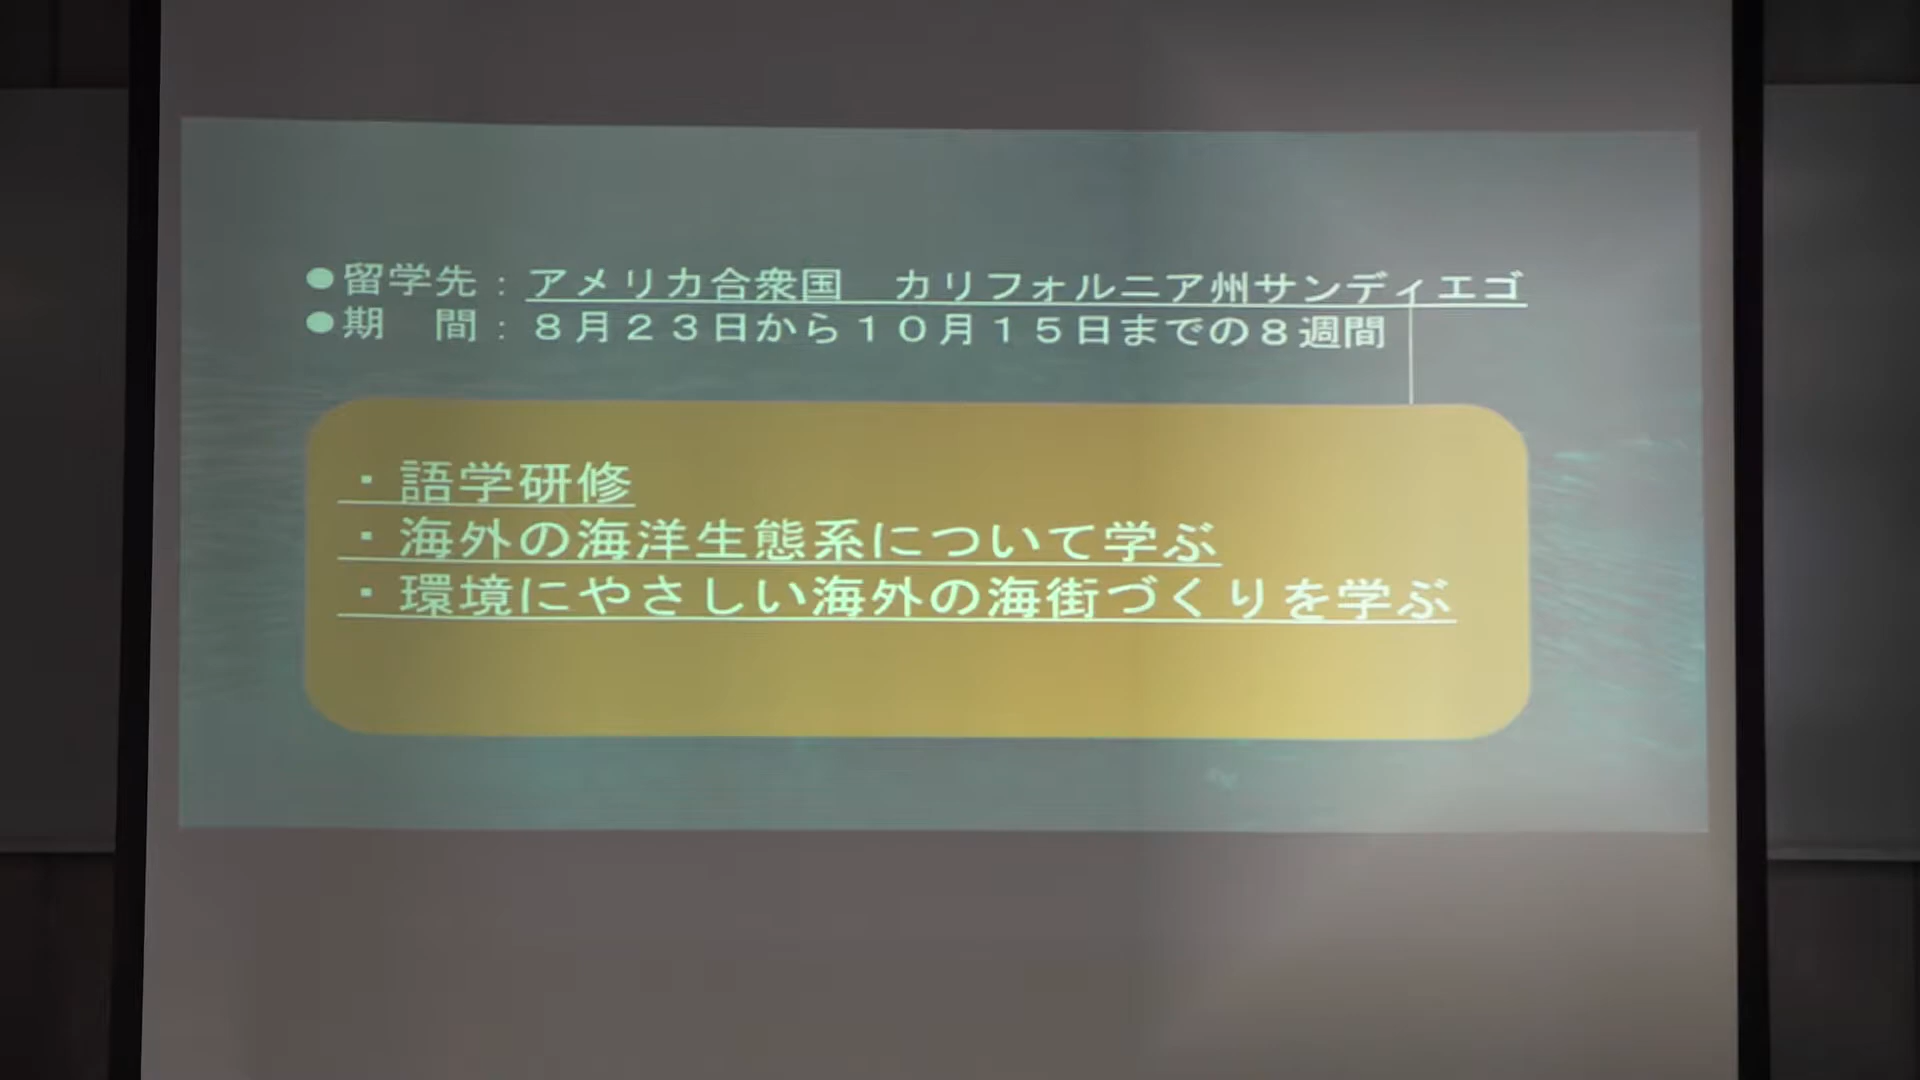 ●留学先：アメリカ合衆国　カリフォルニア州サンディエゴ
●期　間：８月２３日から１０月１５日までの８週間
・語学研修
・海外の海洋生態系について学ぶ
・環境にやさしい海外の海街づくりを学ぶ